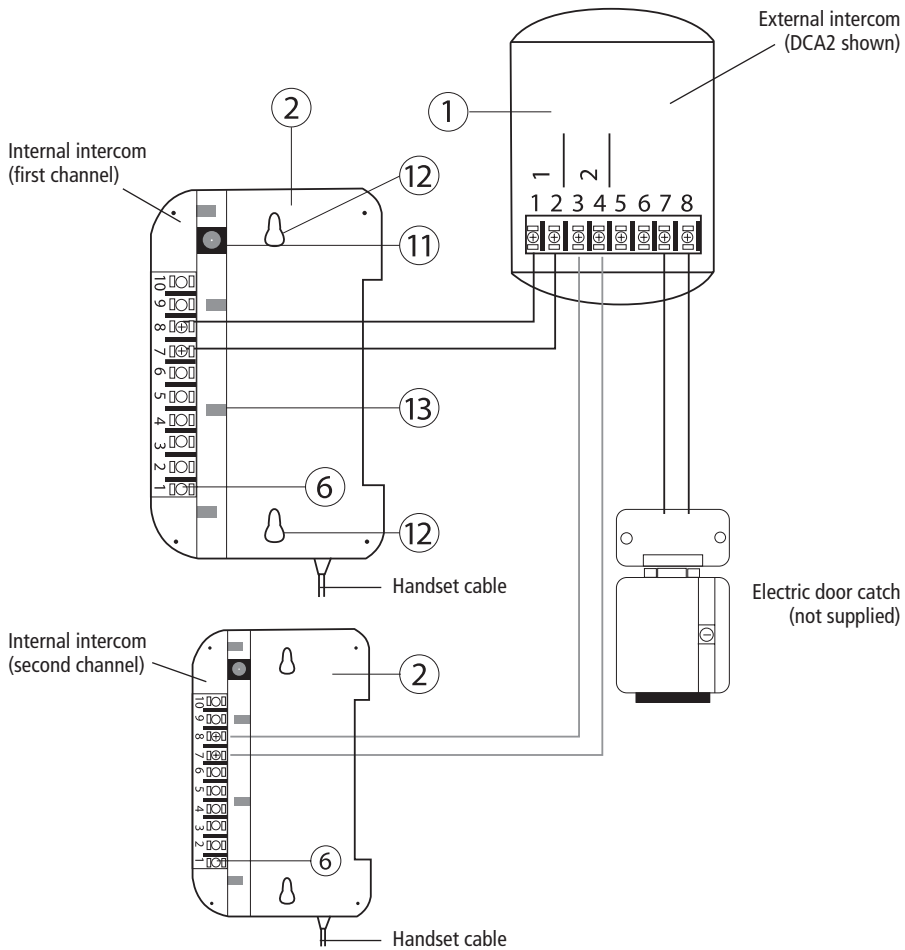 External intercom
(DCA2 shown)
2
1
Internal intercom
(first channel)
12
1 2
1 2 3 4 5 6 7 8
11
10
9
8
7
6
5
4
3
2
1
13
6
12
Handset cable
Electric door catch
(not supplied)
Internal intercom
(second channel)
2
10
9
8
7
6
5
4
3
2
1
6
Handset cable